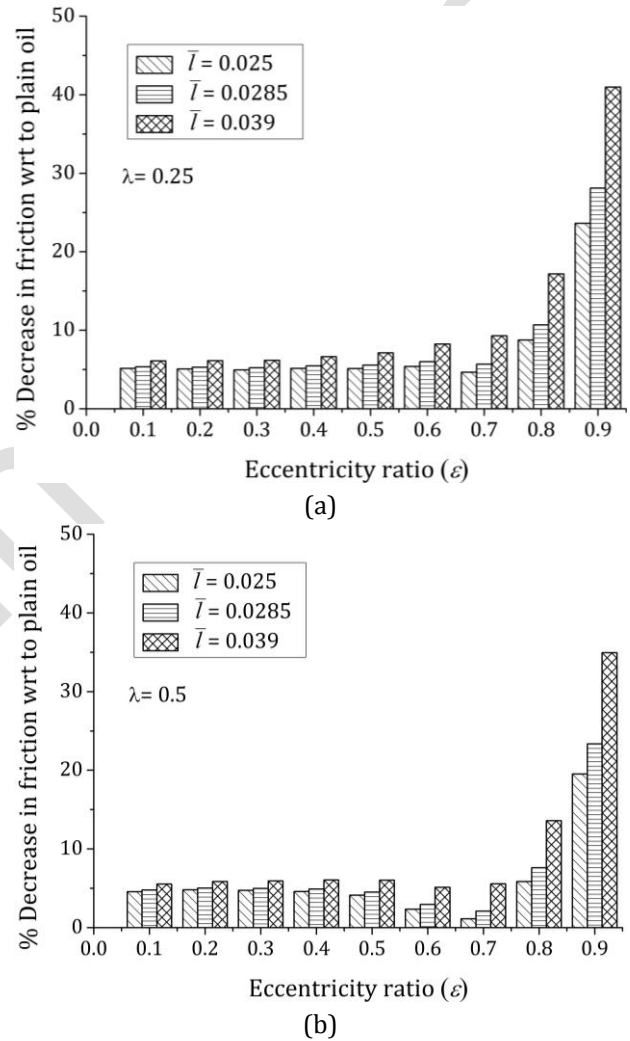 50
40
30
20
10
0
% Decrease in friction wrt to plain oil
l̅ = 0.025
l̅ = 0.0285
l̅ = 0.039
λ= 0.25
0.0 0.1 0.2 0.3 0.4 0.5 0.6 0.7 0.8 0.9
Eccentricity ratio (ε)
(a)
50
40
30
20
10
0
% Decrease in friction wrt to plain oil
l̅ = 0.025
l̅ = 0.0285
l̅ = 0.039
λ= 0.5
0.0 0.1 0.2 0.3 0.4 0.5 0.6 0.7 0.8 0.9
Eccentricity ratio (ε)
(b)